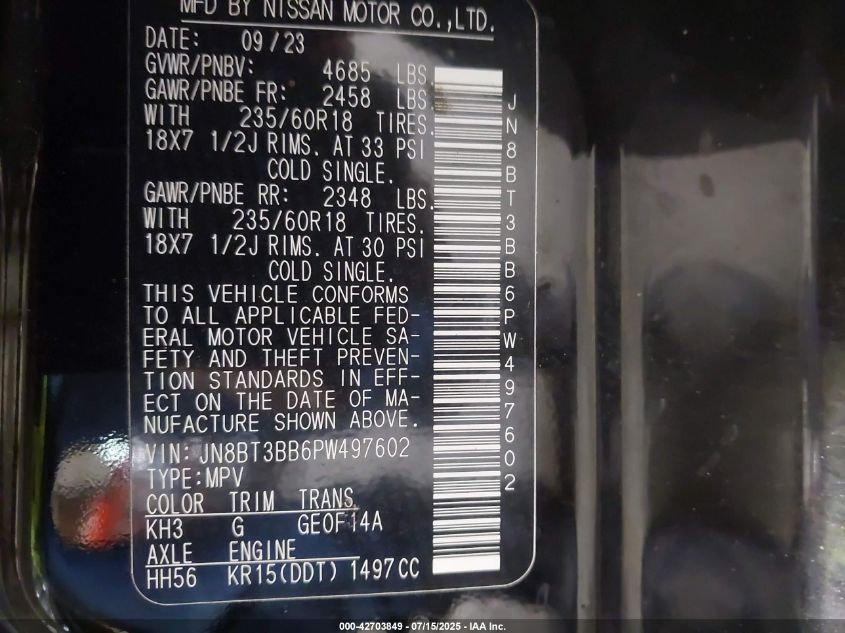 MFD BY NISSAN MOTOR CO.,LTD.
DATE: 09/23
GVWR/PNBV: 4685 LBS.
GAWR/PNBE FR: 2458 LBS.
WITH 235/60R18 TIRES.
18X7 1/2J RIMS. AT 33 PSI
COLD SINGLE.
GAWR/PNBE RR: 2348 LBS.
WITH 235/60R18 TIRES.
18X7 1/2J RIMS. AT 30 PSI
COLD SINGLE.
THIS VEHICLE CONFORMS
TO ALL APPLICABLE FED-
ERAL MOTOR VEHICLE SA-
FETY AND THEFT PREVEN-
TION STANDARDS IN EFF-
ECT ON THE DATE OF MA-
NUFACTURE SHOWN ABOVE.
VIN: JN8BT3BB6PW497602
TYPE:MPV
COLOR TRIM TRANS.
KH3 G GE0F14A
AXLE ENGINE
HH56 KR15(DDT) 1497CC
JN8BT3BB6PW497602
000-42703849 - 07/15/2025 - IAA Inc.